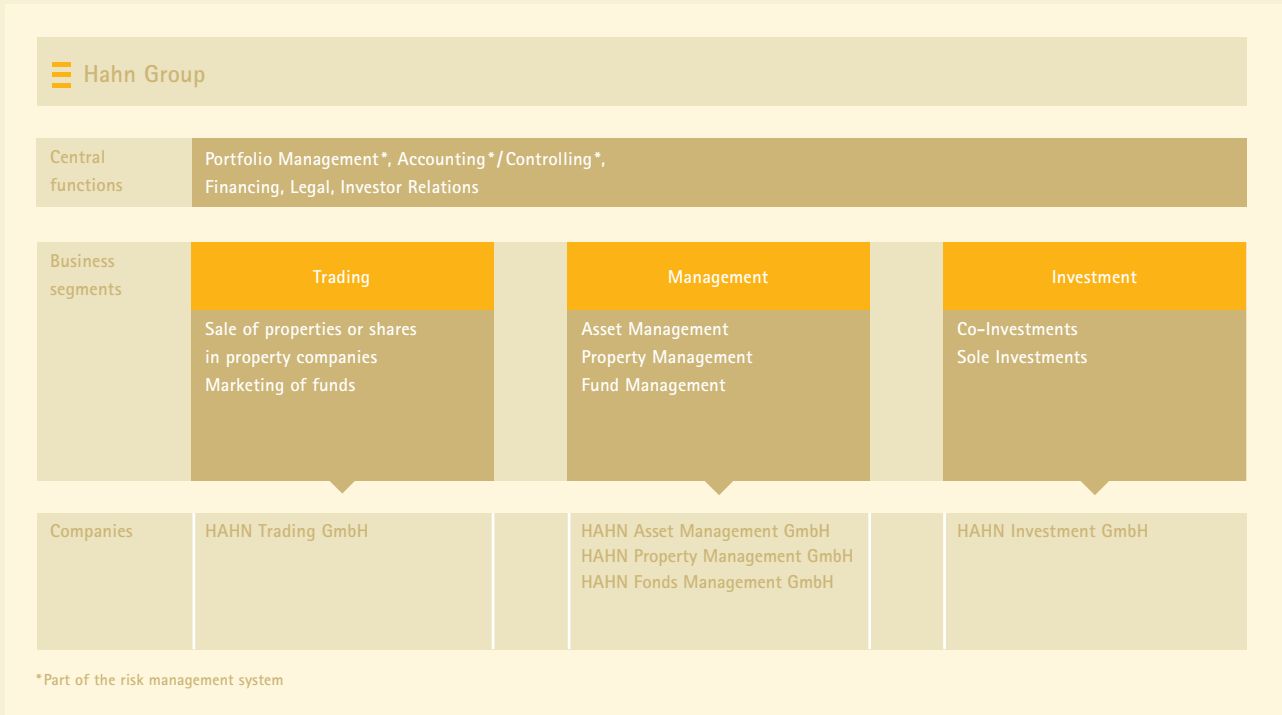 Hahn Group
Central
functions
Portfolio Management*, Accounting*/Controlling*,
Financing, Legal, Investor Relations
Business
segments
Trading
Sale of properties or shares
in property companies
Marketing of funds
Management
Asset Management
Property Management
Fund Management
Investment
Co-Investments
Sole Investments
Companies
HAHN Trading GmbH
HAHN Asset Management GmbH
HAHN Property Management GmbH
HAHN Fonds Management GmbH
HAHN Investment GmbH
*Part of the risk management system